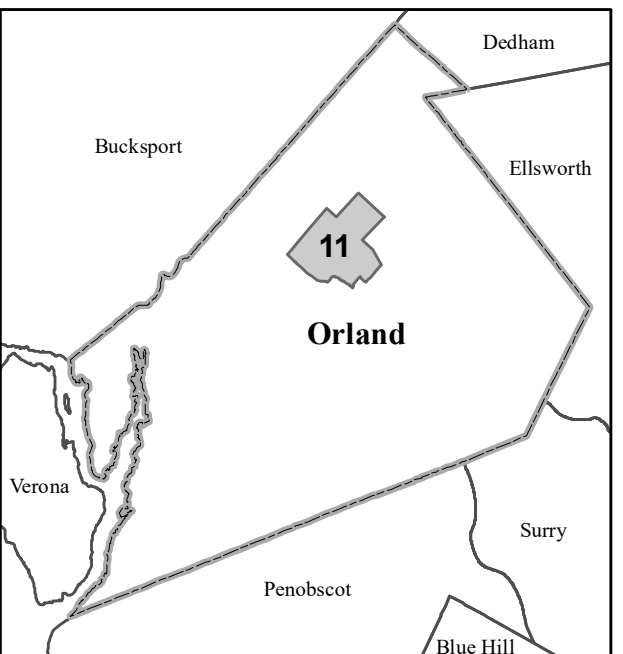 Dedham
Bucksport
Ellsworth
11
Orland
Verona
Surry
Penobscot
Blue Hill